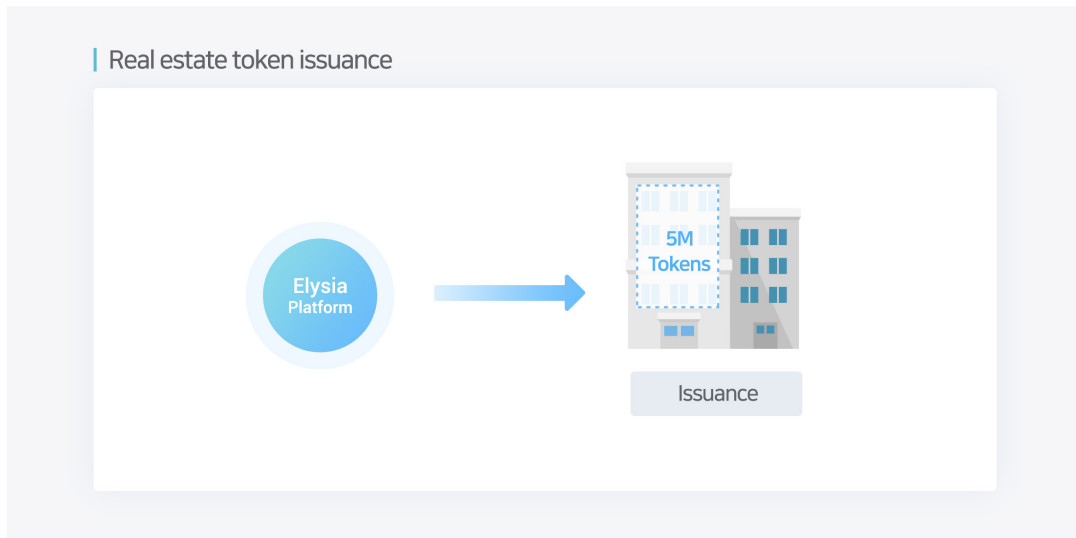 Real estate token issuance
Elysia
Platform
5M
Tokens
Issuance